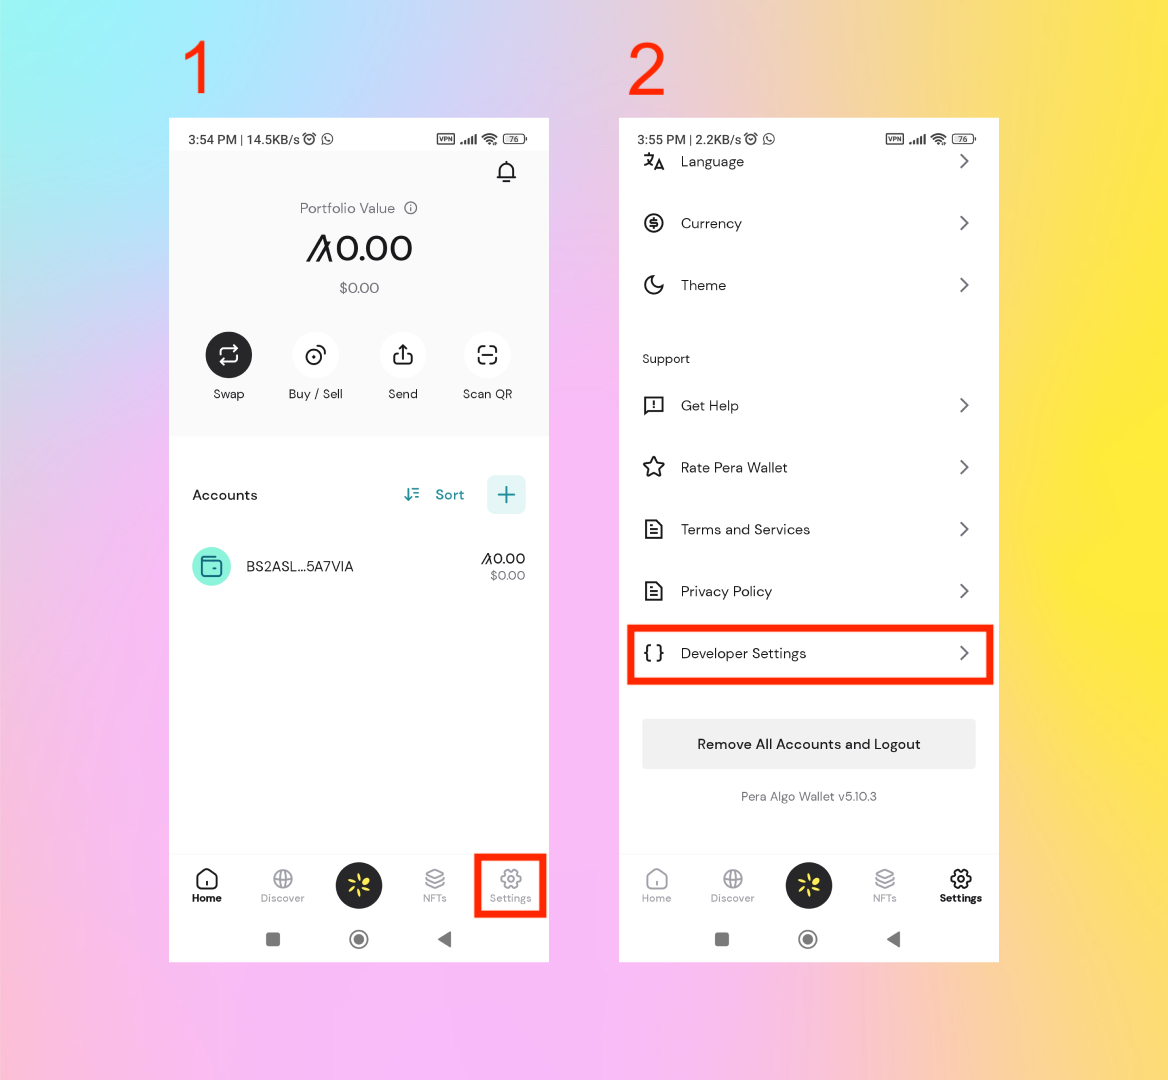 1
3:54 PM | 14.5KB/s
VPN
76
Portfolio Value
0.00
$0.00
Swap
Buy / Sell
Send
Scan QR
Accounts
Sort
BS2ASL...5A7VIA
0.00
$0.00
Home
Discover
NFTs
Settings
2
3:55 PM | 2.2KB/s
VPN
76
Language
Currency
Theme
Support
Get Help
Rate Pera Wallet
Terms and Services
Privacy Policy
Developer Settings
Remove All Accounts and Logout
Pera Algo Wallet v5.10.3
Home
Discover
NFTs
Settings